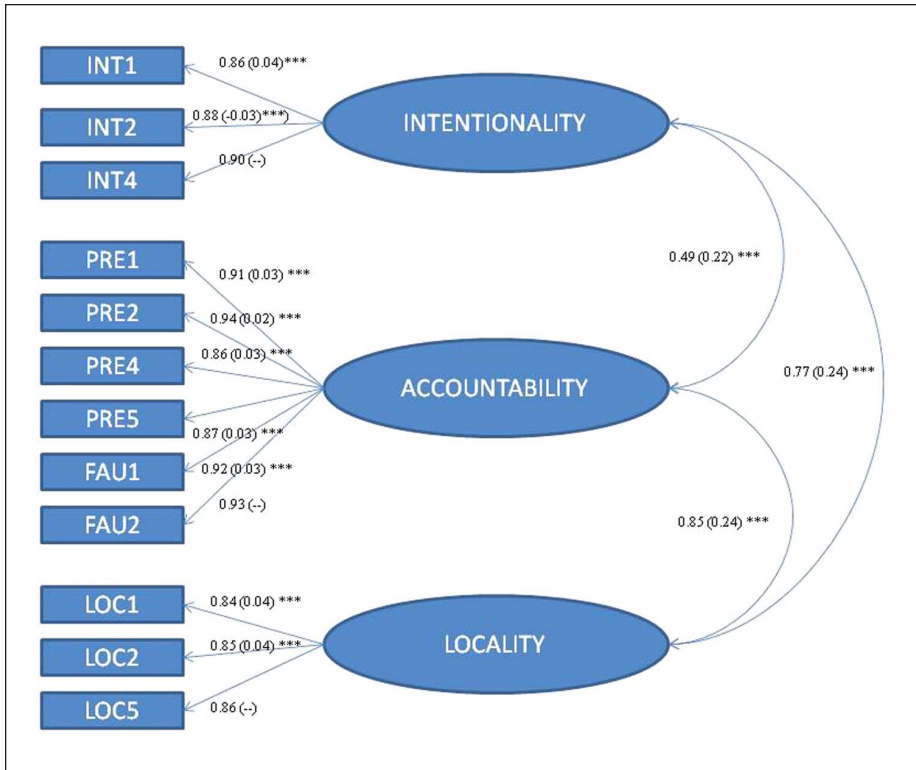 INT1
0.86 (0.04)***
INT2
0.88 (-0.03)***)
INTENTIONALITY
INT4
0.90 (--)
PRE1
0.91 (0.03) ***
0.49 (0.22) ***
PRE2
0.94 (0.02) ***
PRE4
0.86 (0.03) ***
ACCOUNTABILITY
0.77 (0.24) ***
PRE5
0.87 (0.03) ***
FAU1
0.92 (0.03) ***
FAU2
0.93 (--)
0.85 (0.24) ***
LOC1
0.84 (0.04) ***
LOC2
0.85 (0.04) ***
LOCALITY
LOC5
0.86 (--)